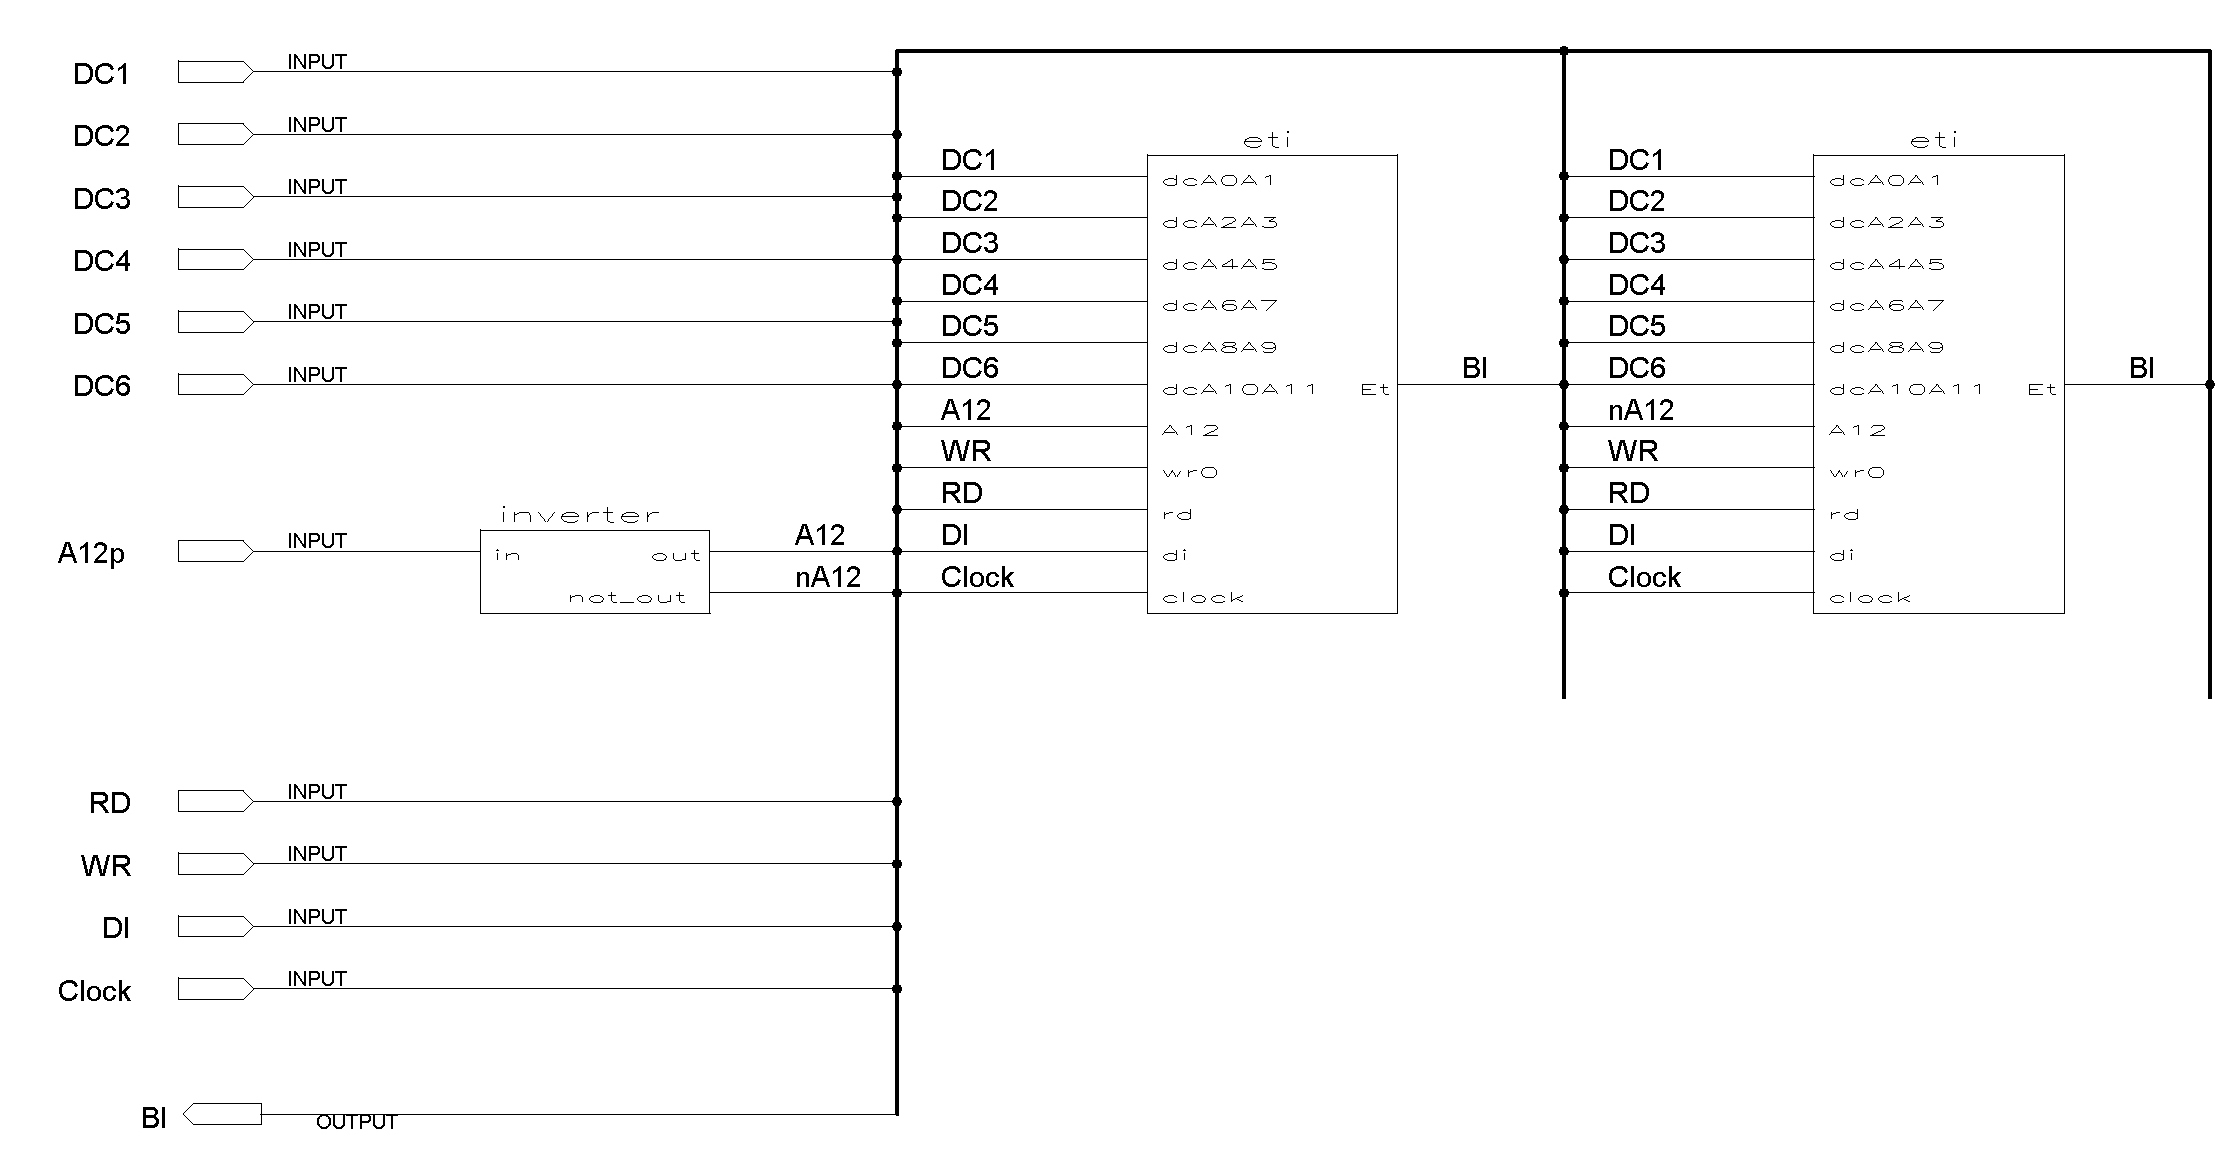 DC1 INPUT
DC2 INPUT
DC3 INPUT
DC4 INPUT
DC5 INPUT
DC6 INPUT
A12p INPUT
inverter
in out
not_out
A12
nA12
RD INPUT
WR INPUT
DI INPUT
Clock INPUT
BI OUTPUT
eti
DC1 dcA0A1
DC2 dcA2A3
DC3 dcA4A5
DC4 dcA6A7
DC5 dcA8A9
DC6 dcA10A11 Et BI
A12 A12
WR wr0
RD rd
DI di
Clock clock
eti
DC1 dcA0A1
DC2 dcA2A3
DC3 dcA4A5
DC4 dcA6A7
DC5 dcA8A9
DC6 dcA10A11 Et BI
nA12 A12
WR wr0
RD rd
DI di
Clock clock